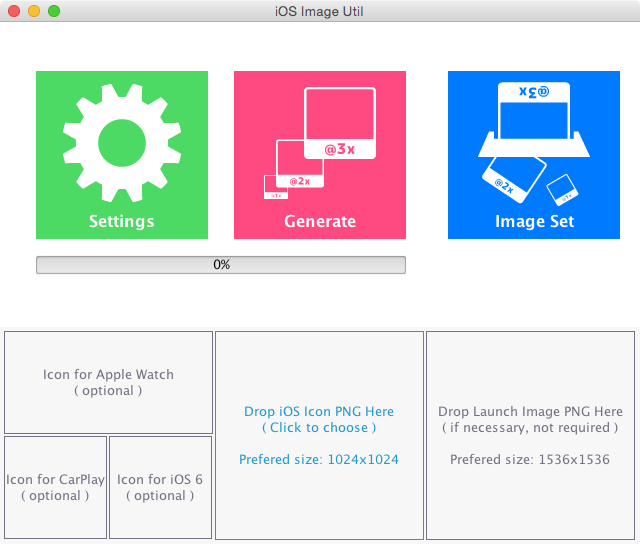 iOS Image Util
@3x
@2x
@1x
Settings
Generate
@3x
@2x
@1x
Image Set
0%
Icon for Apple Watch
( optional )
Icon for CarPlay
( optional )
Icon for iOS 6
( optional )
Drop iOS Icon PNG Here
( Click to choose )
Prefered size: 1024x1024
Drop Launch Image PNG Here
( if necessary, not required )
Prefered size: 1536x1536